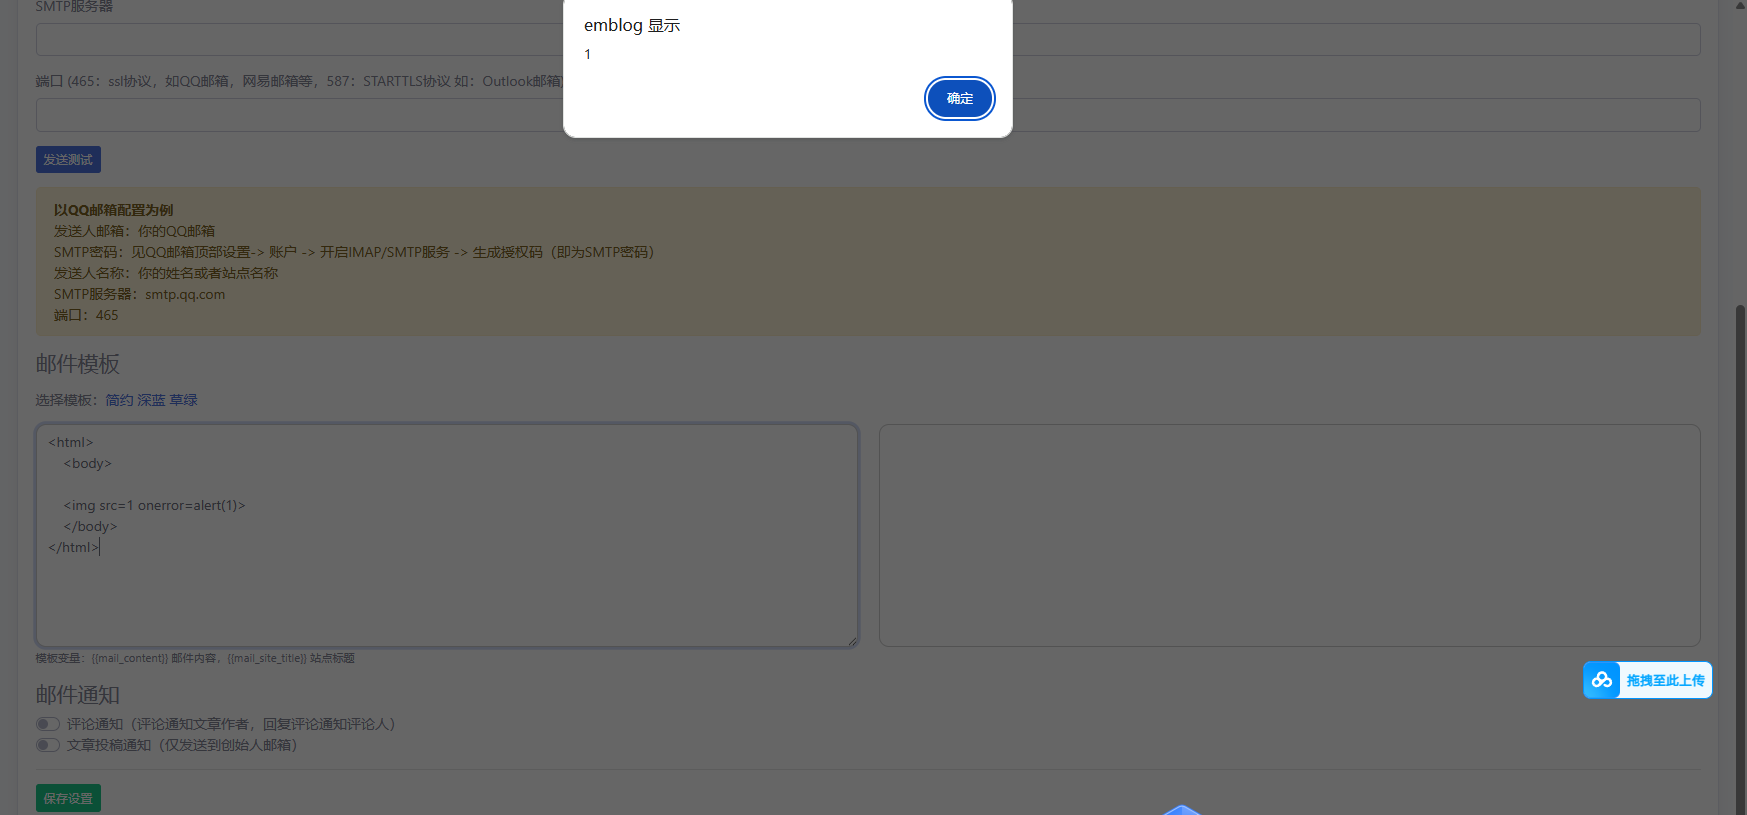 SMTP服务器
emblog 显示
1
确定
端口 (465：ssl协议，如QQ邮箱，网易邮箱等，587：STARTTLS协议 如：Outlook邮箱)
发送测试
以QQ邮箱配置为例
发送人邮箱：你的QQ邮箱
SMTP密码：见QQ邮箱顶部设置-> 账户 -> 开启IMAP/SMTP服务 -> 生成授权码（即为SMTP密码）
发送人名称：你的姓名或者站点名称
SMTP服务器：smtp.qq.com
端口：465
邮件模板
选择模板：简约 深蓝 草绿
<html>
<body>
<img src=1 onerror=alert(1)>
</body>
</html>
模板变量：{{mail_content}} 邮件内容，{{mail_site_title}} 站点标题
拖拽至此上传
邮件通知
评论通知（评论通知文章作者，回复评论通知评论人）
文章投稿通知（仅发送到创始人邮箱）
保存设置